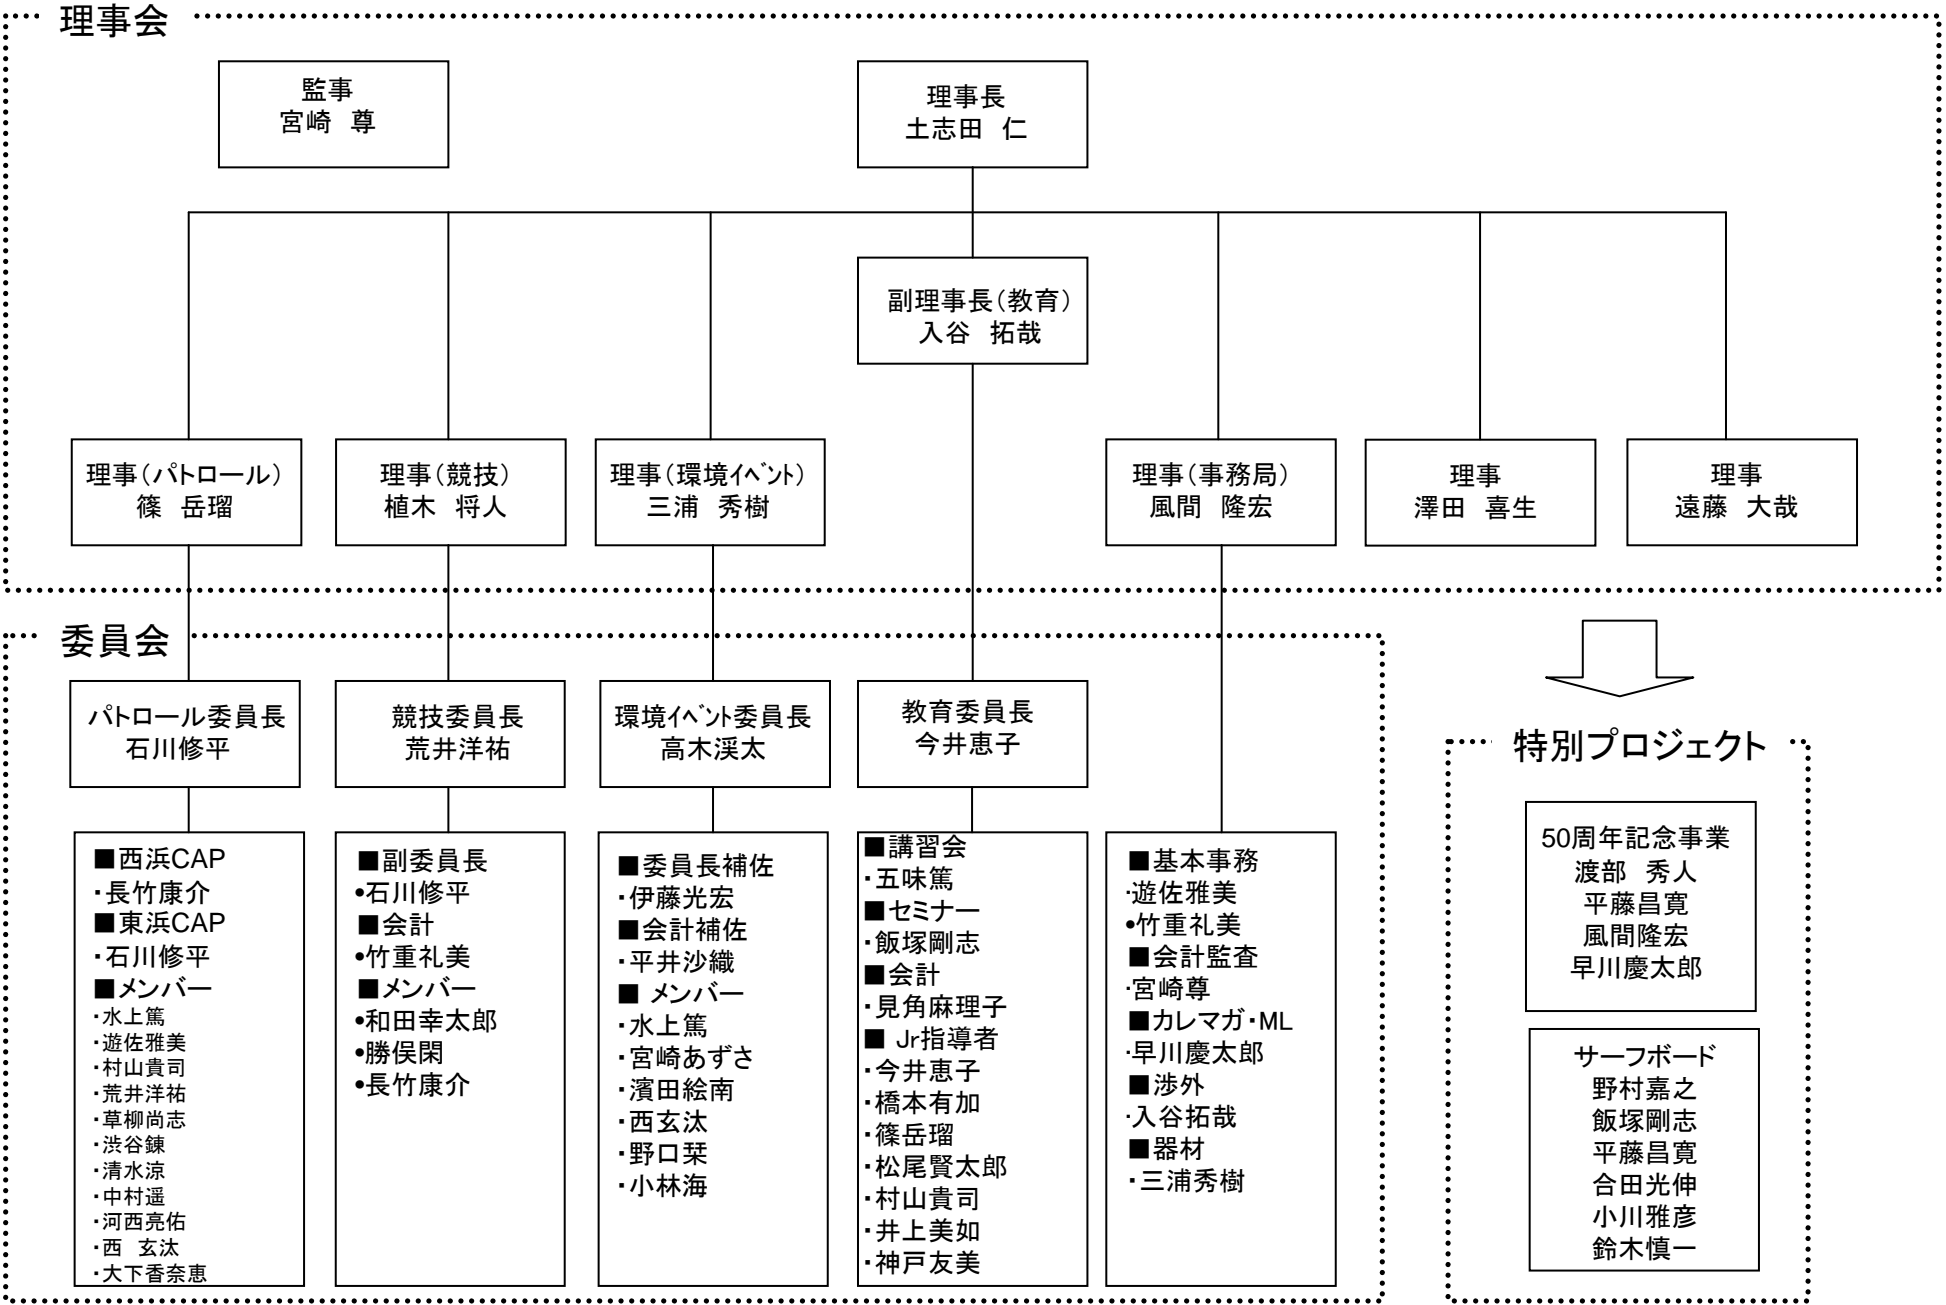 理事会
監事
宮崎　尊
理事長
土志田　仁
副理事長（教育）
入谷　拓哉
理事（パトロール）
篠　岳瑠
理事（競技）
植木　将人
理事（環境ｲﾍﾞﾝﾄ）
三浦　秀樹
理事（事務局）
風間　隆宏
理事
澤田　喜生
理事
遠藤　大哉
委員会
パトロール委員長
石川修平
競技委員長
荒井洋祐
環境ｲﾍﾞﾝﾄ委員長
高木渓太
教育委員長
今井恵子
■西浜CAP
・長竹康介
■東浜CAP
・石川修平
■メンバー
・水上篤
・遊佐雅美
・村山貴司
・荒井洋祐
・草柳尚志
・渋谷錬
・清水涼
・中村遥
・河西亮佑
・西　玄汰
・大下香奈恵
■副委員長
•石川修平
■会計
•竹重礼美
■メンバー
•和田幸太郎
•勝俣閑
•長竹康介
■委員長補佐
・伊藤光宏
■会計補佐
・平井沙織
■ メンバー
・水上篤
・宮崎あずさ
・濱田絵南
・西玄汰
・野口栞
・小林海
■講習会
・五味篤
■セミナー
・飯塚剛志
■会計
・見角麻理子
■ Jr指導者
・今井恵子
・橋本有加
・篠岳瑠
・松尾賢太郎
・村山貴司
・井上美如
・神戸友美
■基本事務
·遊佐雅美
•竹重礼美
■会計監査
·宮崎尊
■カレマガ・ML
·早川慶太郎
■渉外
·入谷拓哉
■器材
・三浦秀樹
特別プロジェクト
50周年記念事業
渡部　秀人
平藤昌寛
風間隆宏
早川慶太郎
サーフボード
野村嘉之
飯塚剛志
平藤昌寛
合田光伸
小川雅彦
鈴木慎一